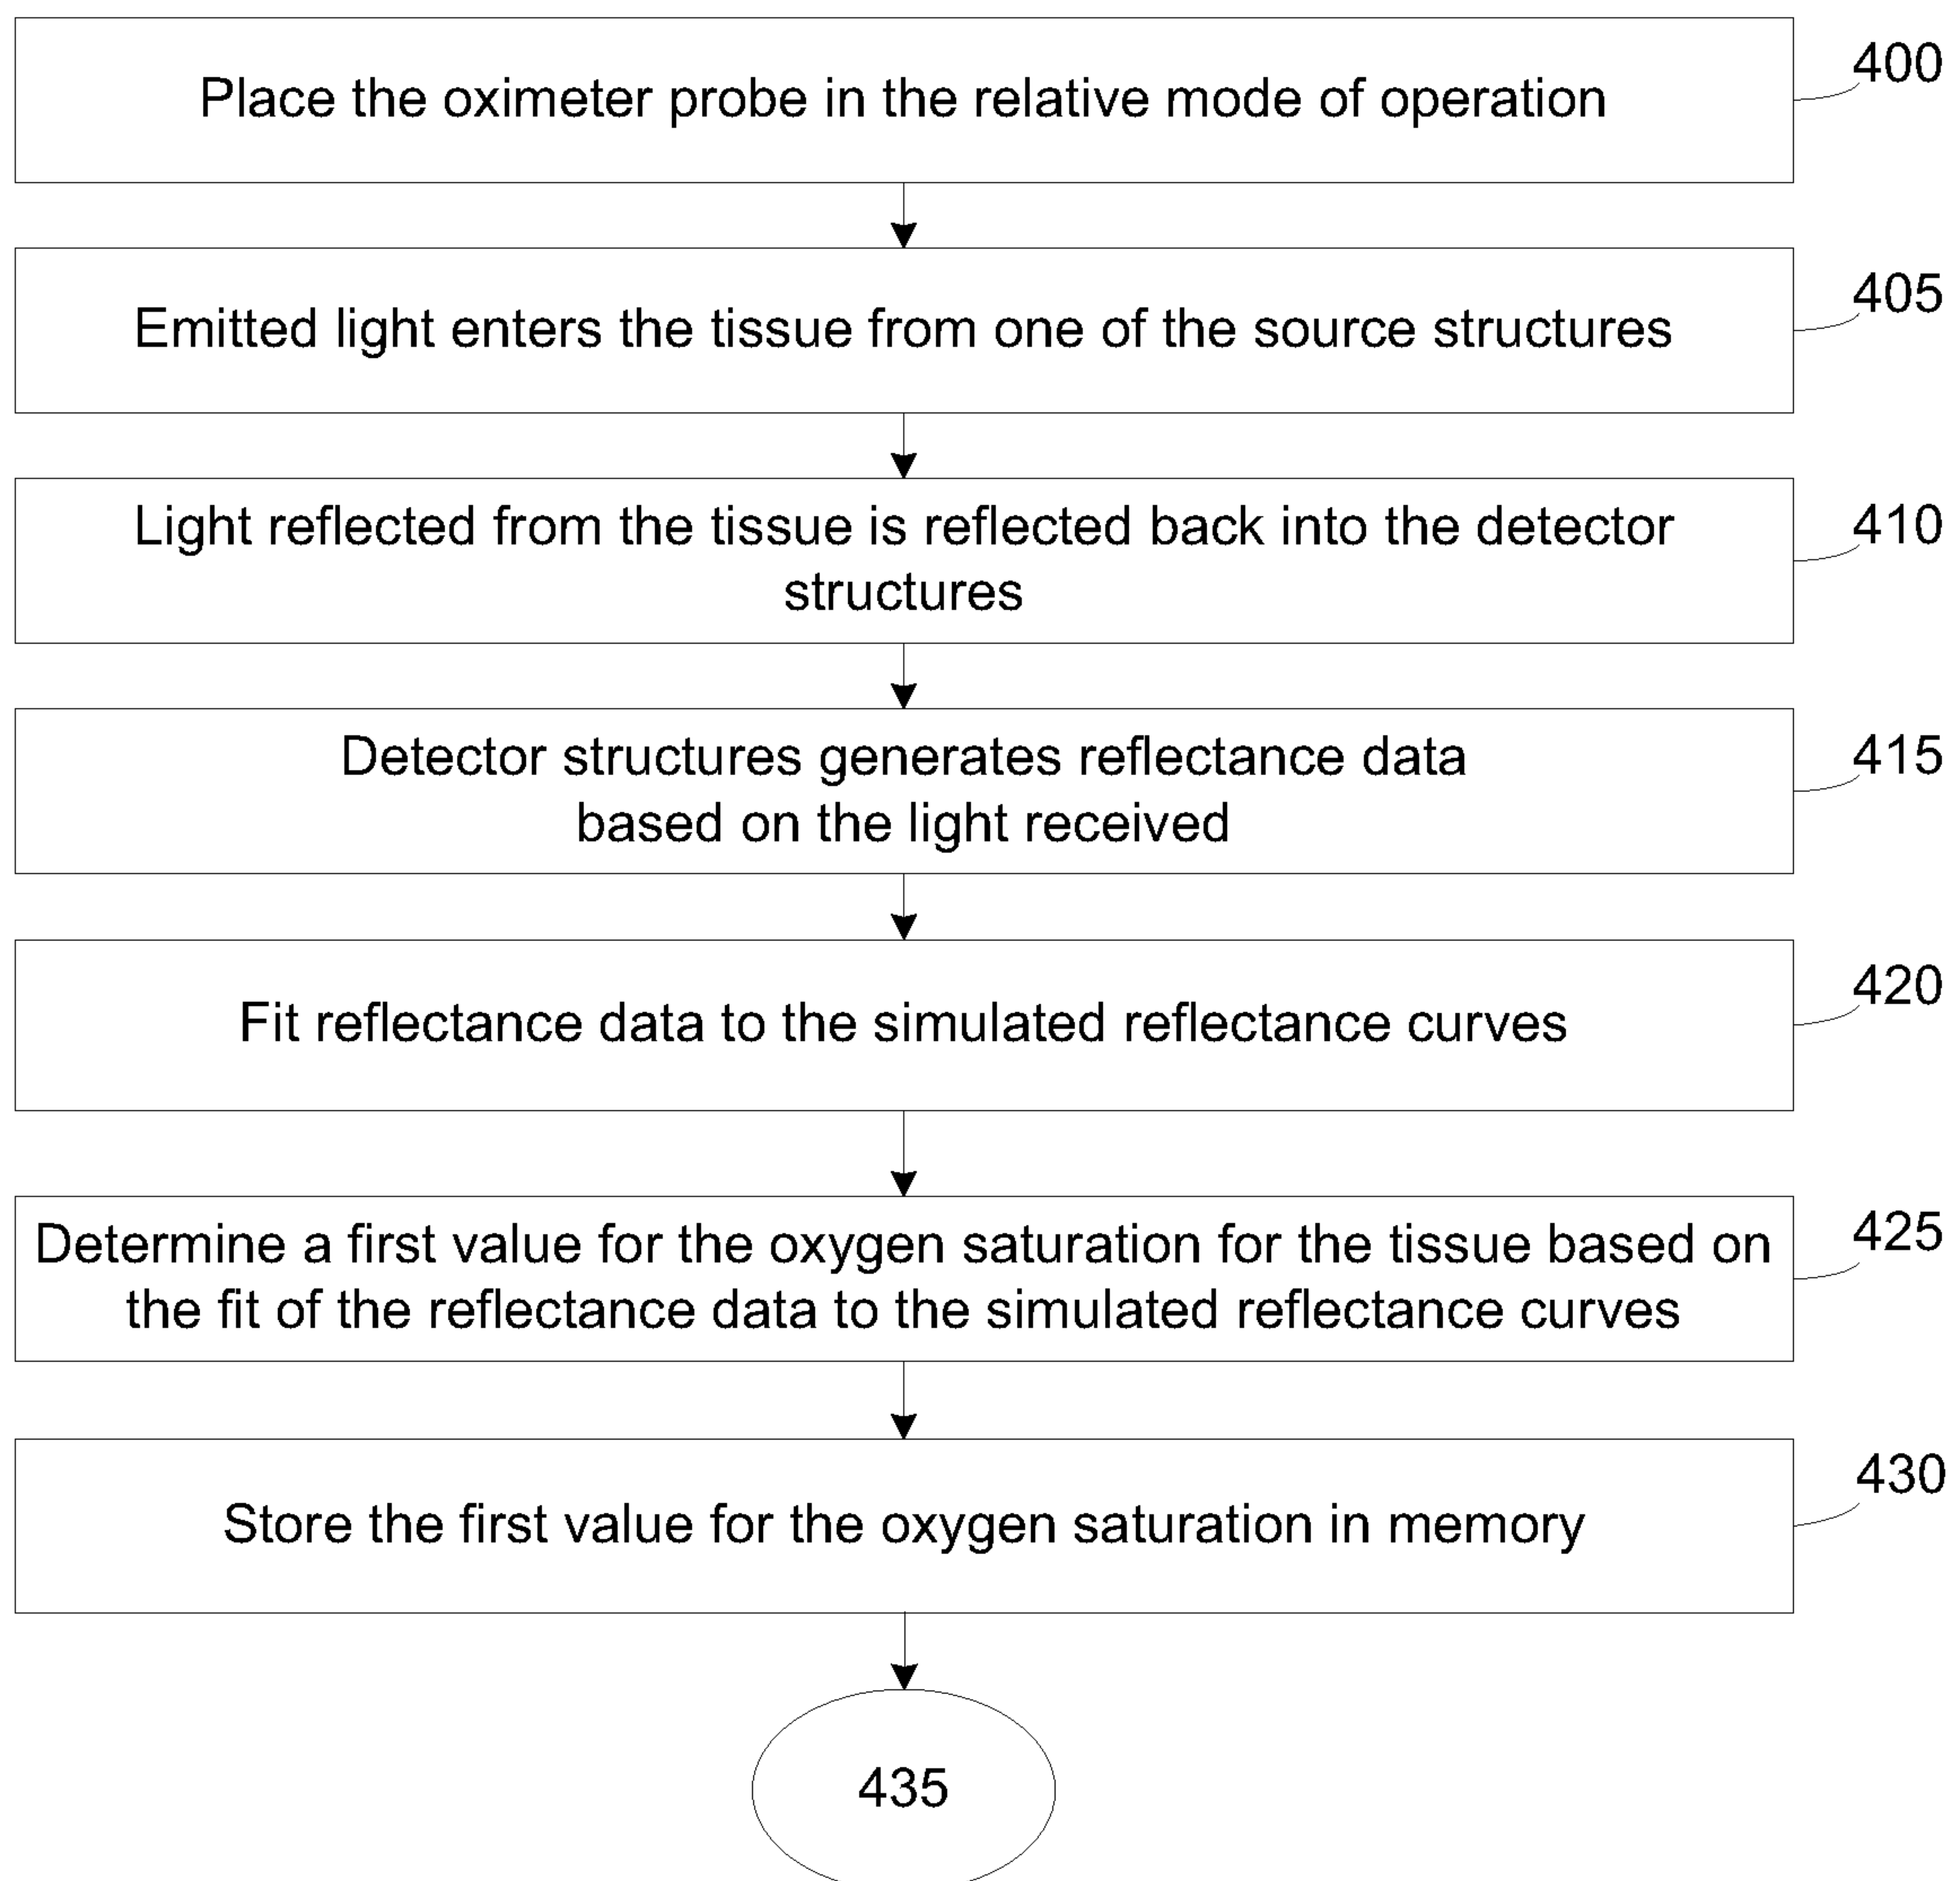 Place the oximeter probe in the relative mode of operation
400
Emitted light enters the tissue from one of the source structures
405
Light reflected from the tissue is reflected back into the detector
structures
410
Detector structures generates reflectance data
based on the light received
415
Fit reflectance data to the simulated reflectance curves
420
Determine a first value for the oxygen saturation for the tissue based on
the fit of the reflectance data to the simulated reflectance curves
425
Store the first value for the oxygen saturation in memory
430
435